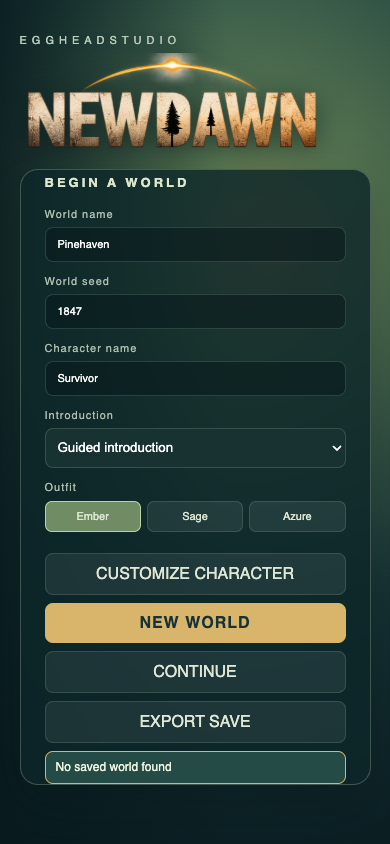 EGGHEADSTUDIO
NEWDAWN
BEGIN A WORLD
World name
Pinehaven
World seed
1847
Character name
Survivor
Introduction
Guided introduction
Outfit
Ember Sage Azure
CUSTOMIZE CHARACTER
NEW WORLD
CONTINUE
EXPORT SAVE
No saved world found